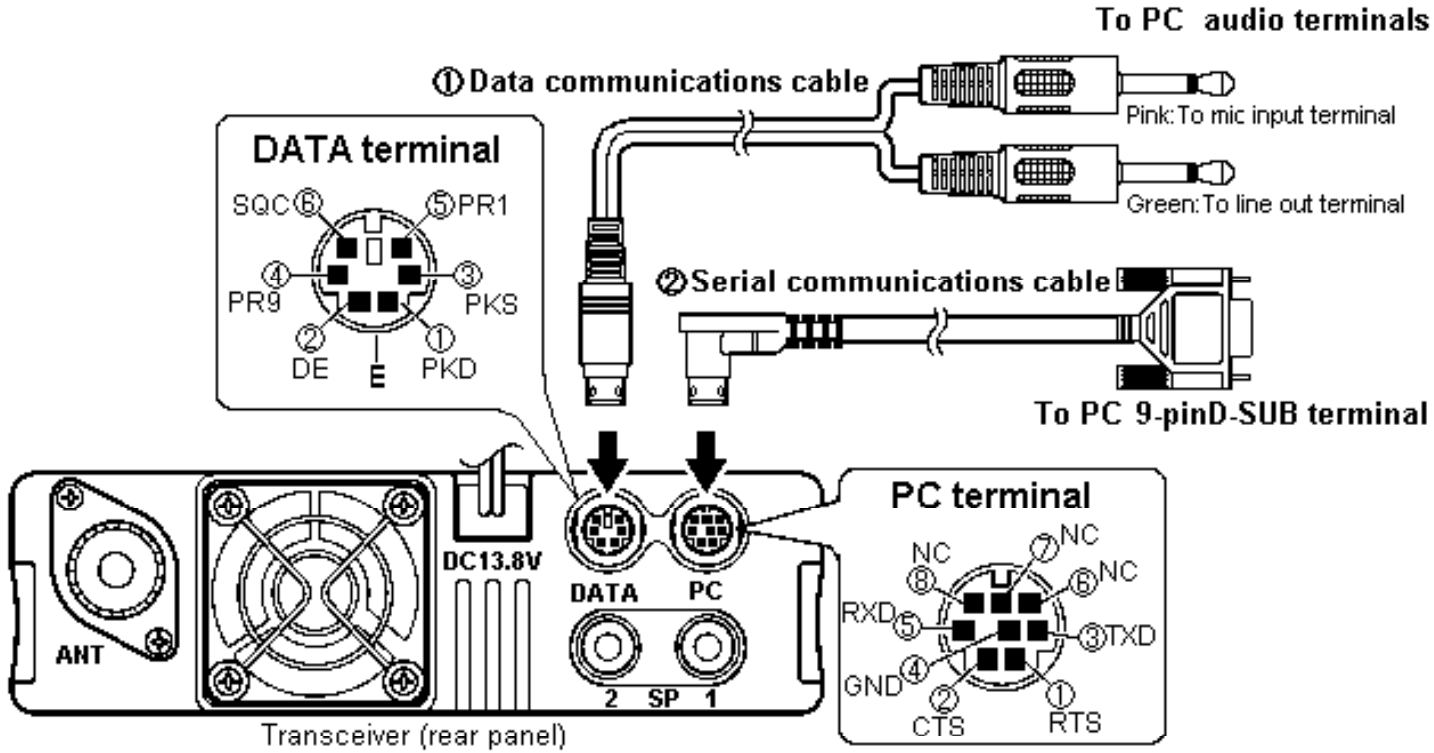 To PC audio terminals
①Data communications cable
Pink:To mic input terminal
Green:To line out terminal
DATA terminal
SQC⑥
⑤PR1
④
PR9
③
PKS
②
DE
E
①
PKD
②Serial communications cable
To PC 9-pinD-SUB terminal
ANT
DC13.8V
DATA
PC
2 SP 1
Transceiver (rear panel)
PC terminal
NC
⑧
⑦NC
⑥NC
RXD⑤
③TXD
GND④
②
CTS
①
RTS